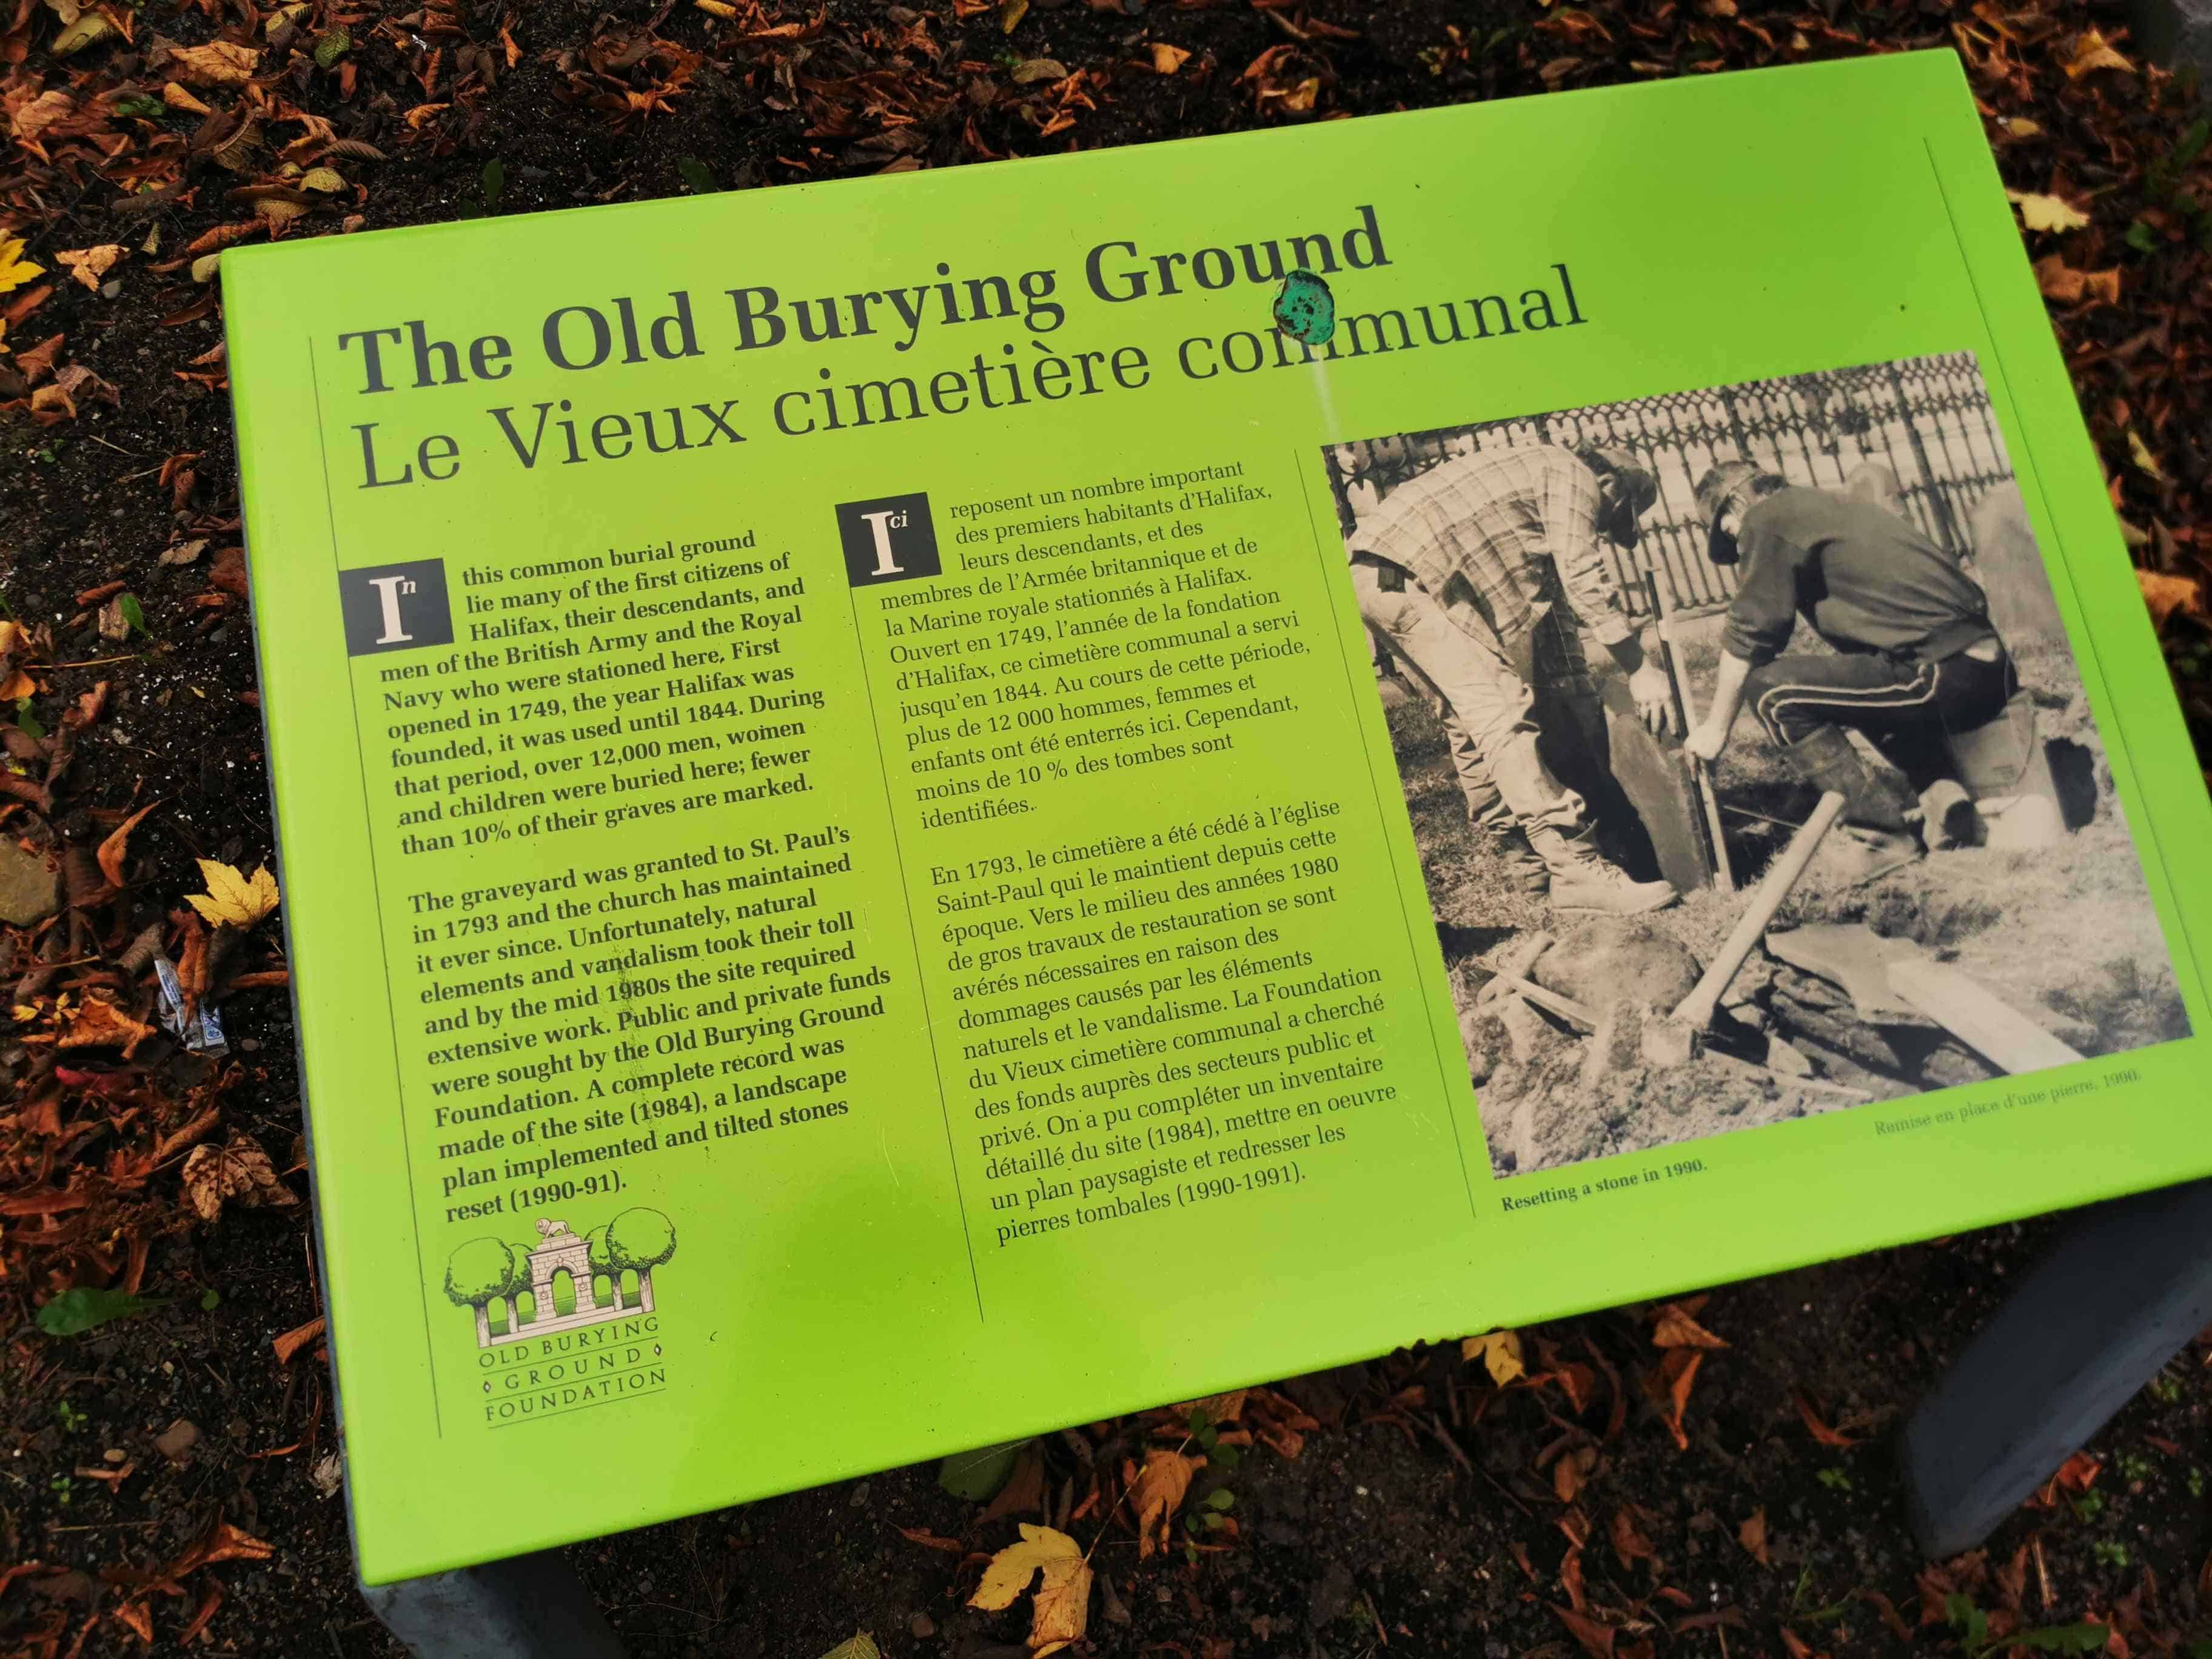 The Old Burying Ground
Le Vieux cimetière communal
In this common burial ground
lie many of the first citizens of
Halifax, their descendants, and
men of the British Army and the Royal
Navy who were stationed here. First
opened in 1749, the year Halifax was
founded, it was used until 1844. During
that period, over 12,000 men, women
and children were buried here; fewer
than 10% of their graves are marked.
The graveyard was granted to St. Paul's
in 1793 and the church has maintained
it ever since. Unfortunately, natural
elements and vandalism took their toll
and by the mid 1980s the site required
extensive work. Public and private funds
were sought by the Old Burying Ground
Foundation. A complete record was
made of the site (1984), a landscape
plan implemented and tilted stones
reset (1990-91).
OLD BURYING
GROUND
FOUNDATION
Ici reposent un nombre important
des premiers habitants d'Halifax,
leurs descendants, et des
membres de l'Armée britannique et de
la Marine royale stationnés à Halifax.
Ouvert en 1749, l'année de la fondation
d'Halifax, ce cimetière communal a servi
jusqu'en 1844. Au cours de cette période,
plus de 12 000 hommes, femmes et
enfants ont été enterrés ici. Cependant,
moins de 10 % des tombes sont
identifiées.
En 1793, le cimetière a été cédé à l'église
Saint-Paul qui le maintient depuis cette
époque. Vers le milieu des années 1980
de gros travaux de restauration se sont
avérés nécessaires en raison des
dommages causés par les éléments
naturels et le vandalisme. La Foundation
du Vieux cimetière communal a cherché
des fonds auprès des secteurs public et
privé. On a pu compléter un inventaire
détaillé du site (1984), mettre en oeuvre
un plan paysagiste et redresser les
pierres tombales (1990-1991).
Resetting a stone in 1990.
Remise en place d'une pierre, 1990.